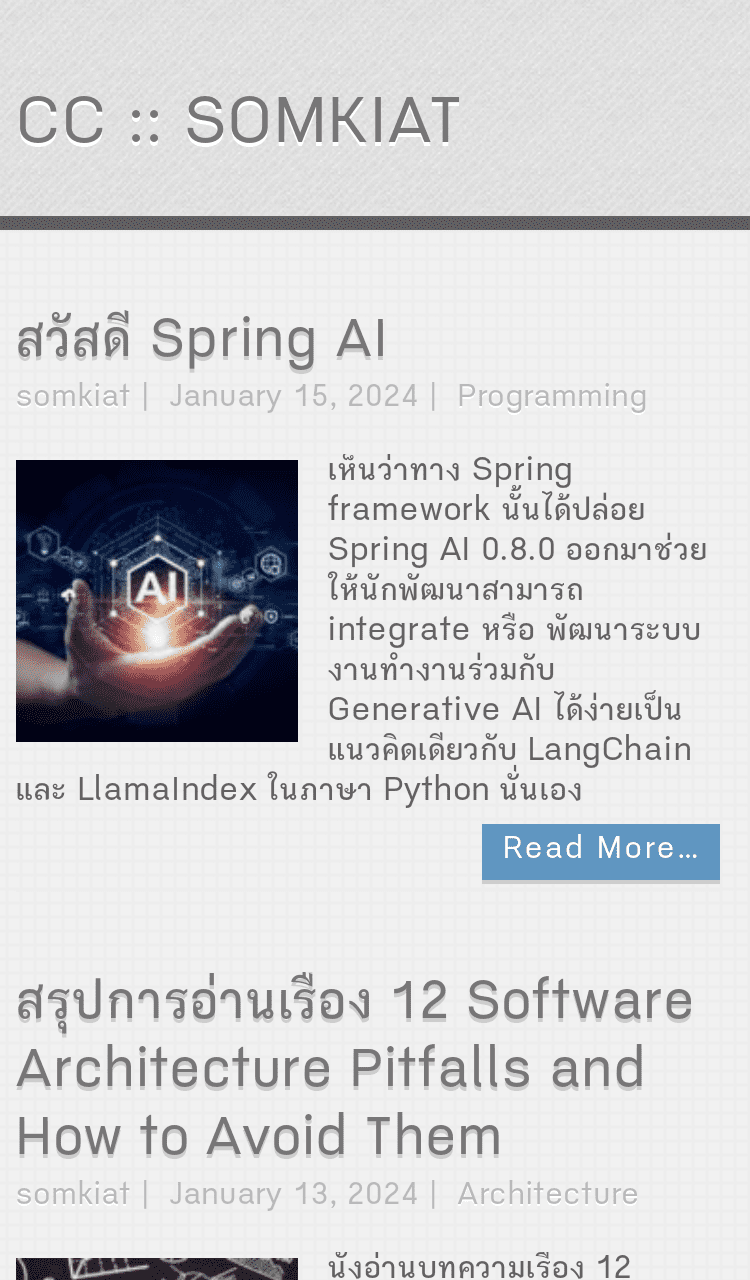 CC :: SOMKIAT
สวัสดี Spring AI
somkiat | January 15, 2024 | Programming
AI
เห็นว่าทาง Spring
framework นั้นได้ปล่อย
Spring AI 0.8.0 ออกมาช่วย
ให้นักพัฒนาสามารถ
integrate หรือ พัฒนาระบบ
งานทำงานร่วมกับ
Generative AI ได้ง่ายเป็น
แนวคิดเดียวกับ LangChain
และ LlamaIndex ในภาษา Python นั่นเอง
Read More...
สรุปการอ่านเรื่อง 12 Software
Architecture Pitfalls and
How to Avoid Them
somkiat | January 13, 2024 | Architecture
นั่งอ่านบทความเรื่อง 12